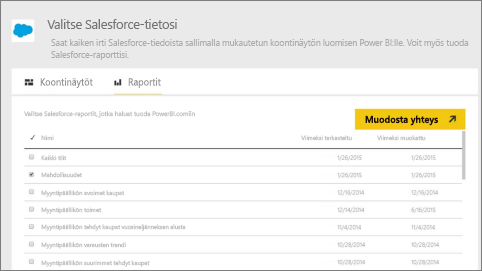 Valitse Salesforce-tietosi
Saat kaiken irti Salesforce-tiedoista sallimalla mukautetun koontinäytön luomisen Power BI:lle. Voit myös tuoda
Salesforce-raporttisi.
Koontinäytöt Raportit
Valitse Salesforce-raportit, jotka haluat tuoda PowerBI.comiin
Muodosta yhteys
Nimi Viimeksi tarkasteltu Viimeksi muokattu
Kaikki tilit 1/26/2015 1/26/2015
Mahdollisuudet 1/26/2015 1/26/2015
Myyntipäällikön avoimet kaupat 12/16/2014 12/16/2014
Myyntipäällikön toimet 12/14/2014 6/16/2015
Myyntipäällikön tehdyt kaupat vuosineljänneksen alusta 11/4/2014 11/4/2014
Myyntipäällikön varausten trendi 10/28/2014 10/28/2014
Myyntipäällikön suurimmat tehdyt kaupat 10/28/2014 10/28/2014